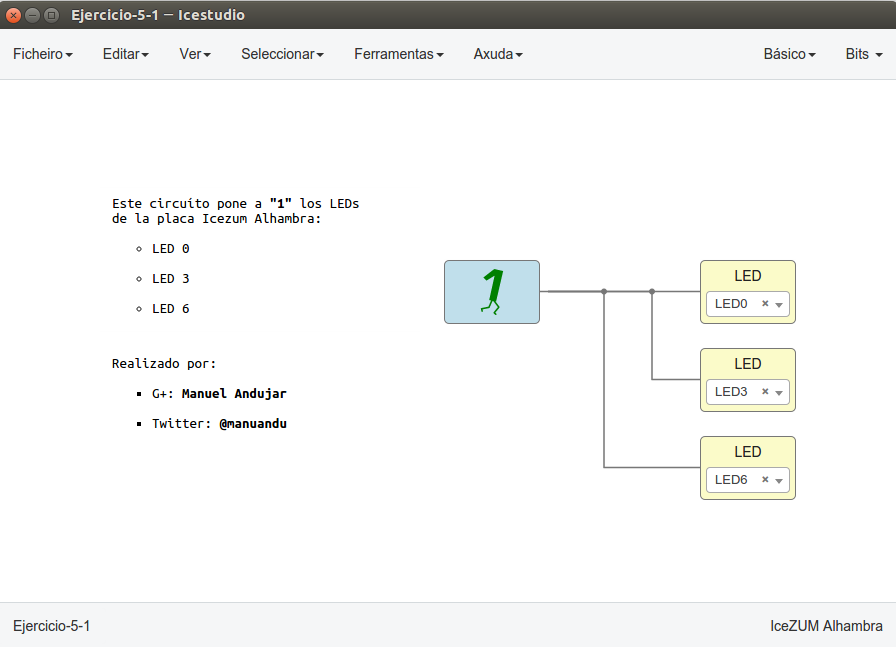 Ejercicio-5-1 — Icestudio
Ficheiro Editar Ver Seleccionar Ferramentas Axuda Básico Bits
Este circuíto pone a "1" los LEDs
de la placa Icezum Alhambra:
LED 0
LED 3
LED 6
Realizado por:
G+: Manuel Andujar
Twitter: @manuandu
1
LED
LED0
LED
LED3
LED
LED6
Ejercicio-5-1
IceZUM Alhambra